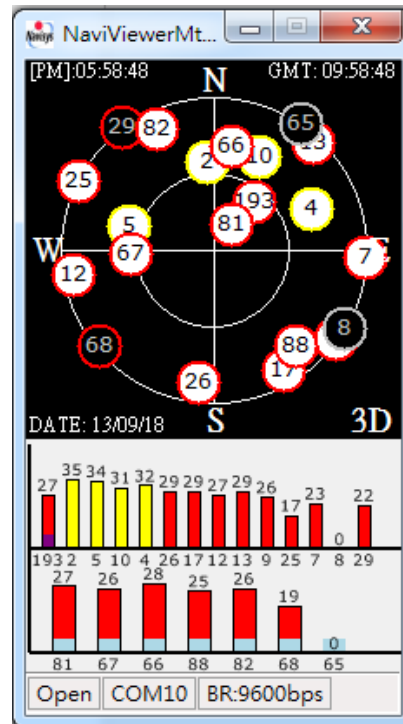 Navisys NaviViewerMt...
[PM]:05:58:48 N GMT: 09:58:48
29 82 66 65 13
25 2 10
193 4
5 81
W 67 7 E
12
68 88 8
26 17
DATE: 13/09/18 S 3D
27 35 34 31 32 29 29 27 29 26 17 23 0 22
193 2 5 10 4 26 17 12 13 9 25 7 8 29
27 26 28 25 26 19 0
81 67 66 88 82 68 65
Open COM10 BR:9600bps